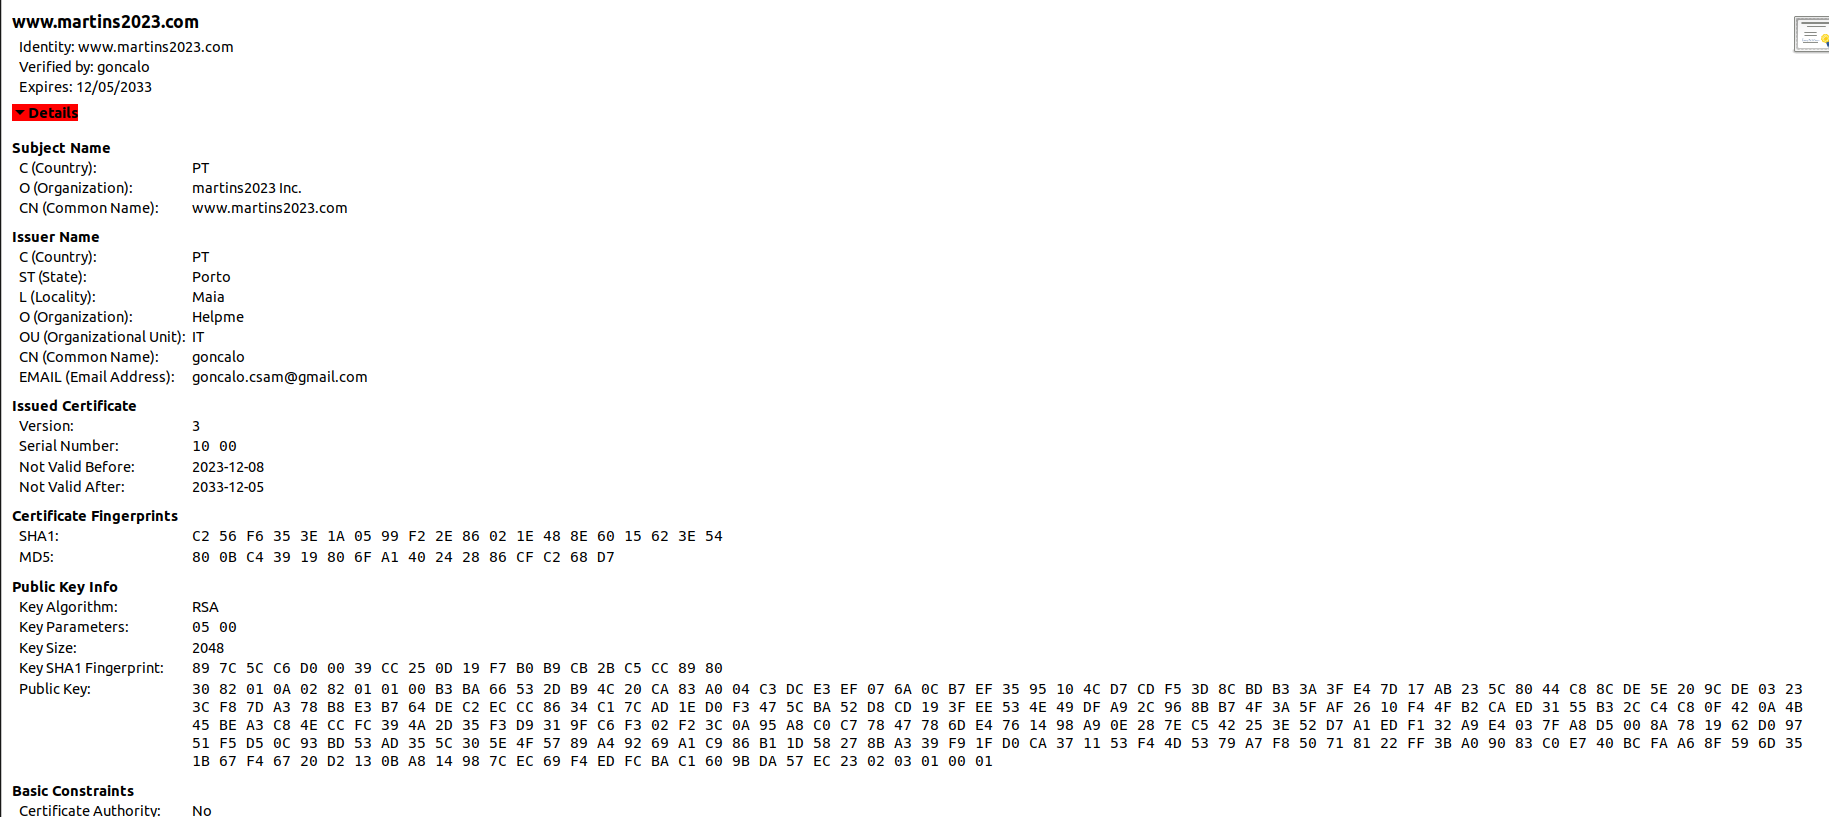 www.martins2023.com
Identity: www.martins2023.com
Verified by: goncalo
Expires: 12/05/2033
Details
Subject Name
C (Country): PT
O (Organization): martins2023 Inc.
CN (Common Name): www.martins2023.com
Issuer Name
C (Country): PT
ST (State): Porto
L (Locality): Maia
O (Organization): Helpme
OU (Organizational Unit): IT
CN (Common Name): goncalo
EMAIL (Email Address): goncalo.csam@gmail.com
Issued Certificate
Version: 3
Serial Number: 10 00
Not Valid Before: 2023-12-08
Not Valid After: 2033-12-05
Certificate Fingerprints
SHA1: C2 56 F6 35 3E 1A 05 99 F2 2E 86 02 1E 48 8E 60 15 62 3E 54
MD5: 80 0B C4 39 19 80 6F A1 40 24 28 86 CF C2 68 D7
Public Key Info
Key Algorithm: RSA
Key Parameters: 05 00
Key Size: 2048
Key SHA1 Fingerprint: 89 7C 5C C6 D0 00 39 CC 25 0D 19 F7 B0 B9 CB 2B C5 CC 89 80
Public Key: 30 82 01 0A 02 82 01 01 00 B3 BA 66 53 2D B9 4C 20 CA 83 A0 04 C3 DC E3 EF 07 6A 0C B7 EF 35 95 10 4C D7 CD F5 3D 8C BD B3 3A 3F E4 7D 17 AB 23 5C 80 44 C8 8C DE 5E 20 9C DE 03 23
3C F8 7D A3 78 B8 E3 B7 64 DE C2 EC CC 86 34 C1 7C AD 1E D0 F3 47 5C BA 52 D8 CD 19 3F EE 53 4E 49 DF A9 2C 96 8B B7 4F 3A 5F AF 26 10 F4 4F B2 CA ED 31 55 B3 2C C4 C8 0F 42 0A 4B
45 BE A3 C8 4E CC FC 39 4A 2D 35 F3 D9 31 9F C6 F3 02 F2 3C 0A 95 A8 C0 C7 78 47 78 6D E4 76 14 98 A9 0E 28 7E C5 42 25 3E 52 D7 A1 ED F1 32 A9 E4 03 7F A8 D5 00 8A 78 19 62 D0 97
51 F5 D5 0C 93 BD 53 AD 35 5C 30 5E 4F 57 89 A4 92 69 A1 C9 86 B1 1D 58 27 8B A3 39 F9 1F D0 CA 37 11 53 F4 4D 53 79 A7 F8 50 71 81 22 FF 3B A0 90 83 C0 E7 40 BC FA A6 8F 59 6D 35
1B 67 F4 67 20 D2 13 0B A8 14 98 7C EC 69 F4 ED FC BA C1 60 9B DA 57 EC 23 02 03 01 00 01
Basic Constraints
Certificate Authority: No